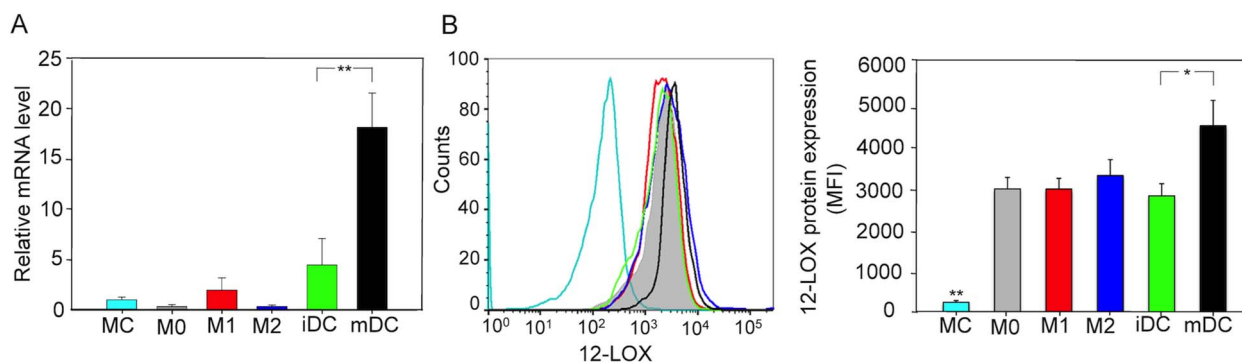 A
Relative mRNA level
25
20
15
10
5
0
**
MC M0 M1 M2 iDC mDC
B
Counts
100
80
60
40
20
0
10^0 10^1 10^2 10^3 10^4 10^5
12-LOX
12-LOX protein expression
(MFI)
6000
5000
4000
3000
2000
1000
0
*
**
MC M0 M1 M2 iDC mDC